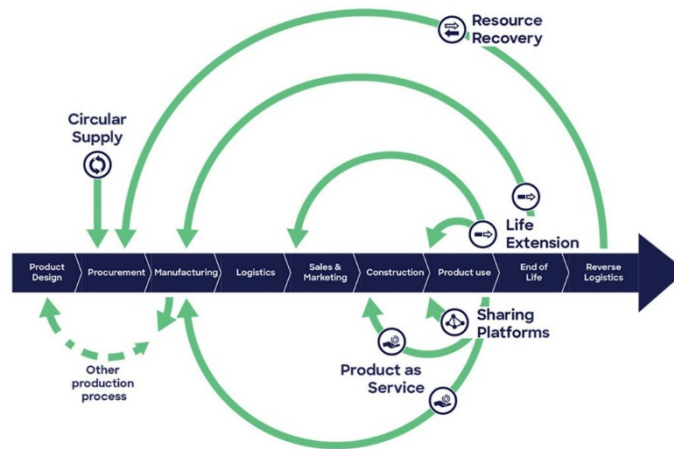 Resource
Recovery
Circular
Supply
Life
Extension
Product
Design
Procurement
Manufacturing
Logistics
Sales &
Marketing
Construction
Product use
End of
Life
Reverse
Logistics
Sharing
Platforms
Product as
Service
Other
production
process